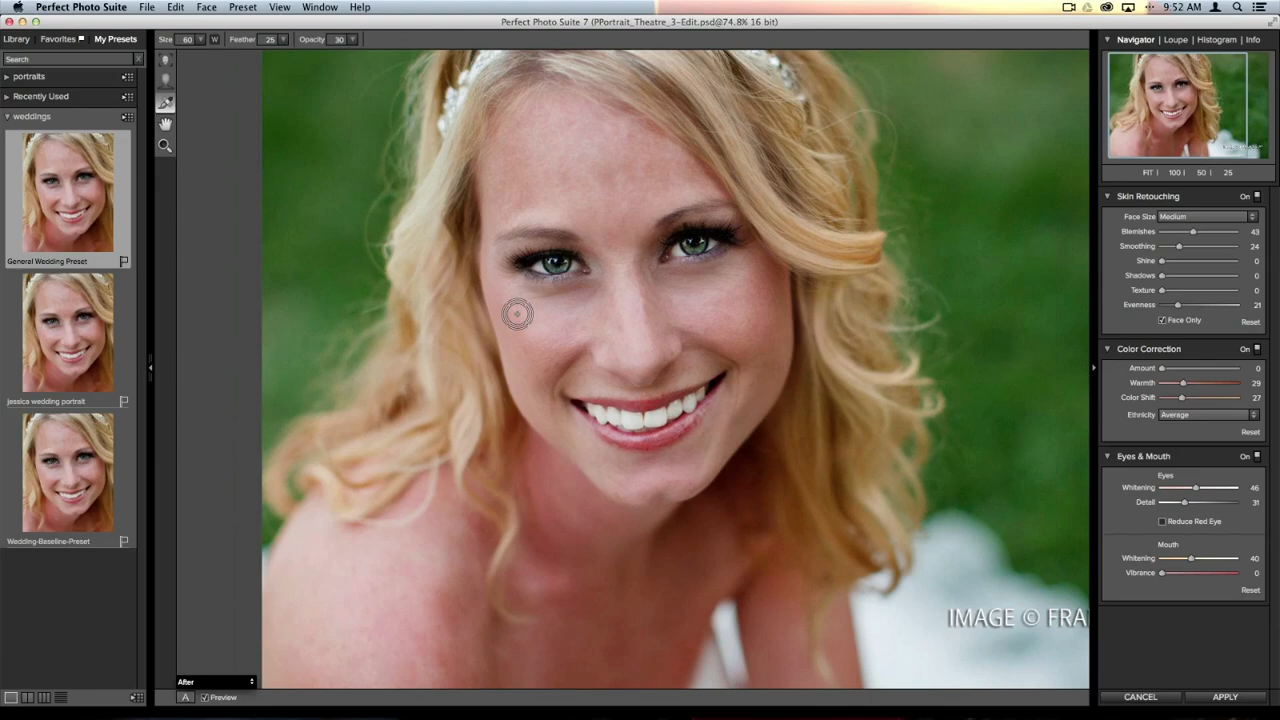 Perfect Photo Suite File Edit Face Preset View Window Help 9:52 AM
Perfect Photo Suite 7 (PPortrait_Theatre_3-Edit.psd@74.8% 16 bit)
Library Favorites My Presets
Size 60 W Feather 25 Opacity 30
Navigator | Loupe | Histogram | Info
Search X
portraits
Recently Used
weddings
General Wedding Preset
jessica wedding portrait
Wedding-Baseline-Preset
FIT | 100 | 50 | 25
Skin Retouching On
Face Size Medium
Blemishes 43
Smoothing 24
Shine 0
Shadows 0
Texture 0
Evenness 21
Face Only Reset
Color Correction On
Amount 0
Warmth 29
Color Shift 27
Ethnicity Average
Reset
Eyes & Mouth On
Eyes
Whitening 46
Detail 31
Reduce Red Eye
Mouth
Whitening 40
Vibrance 0
Reset
IMAGE © FRA
After
A Preview
CANCEL APPLY